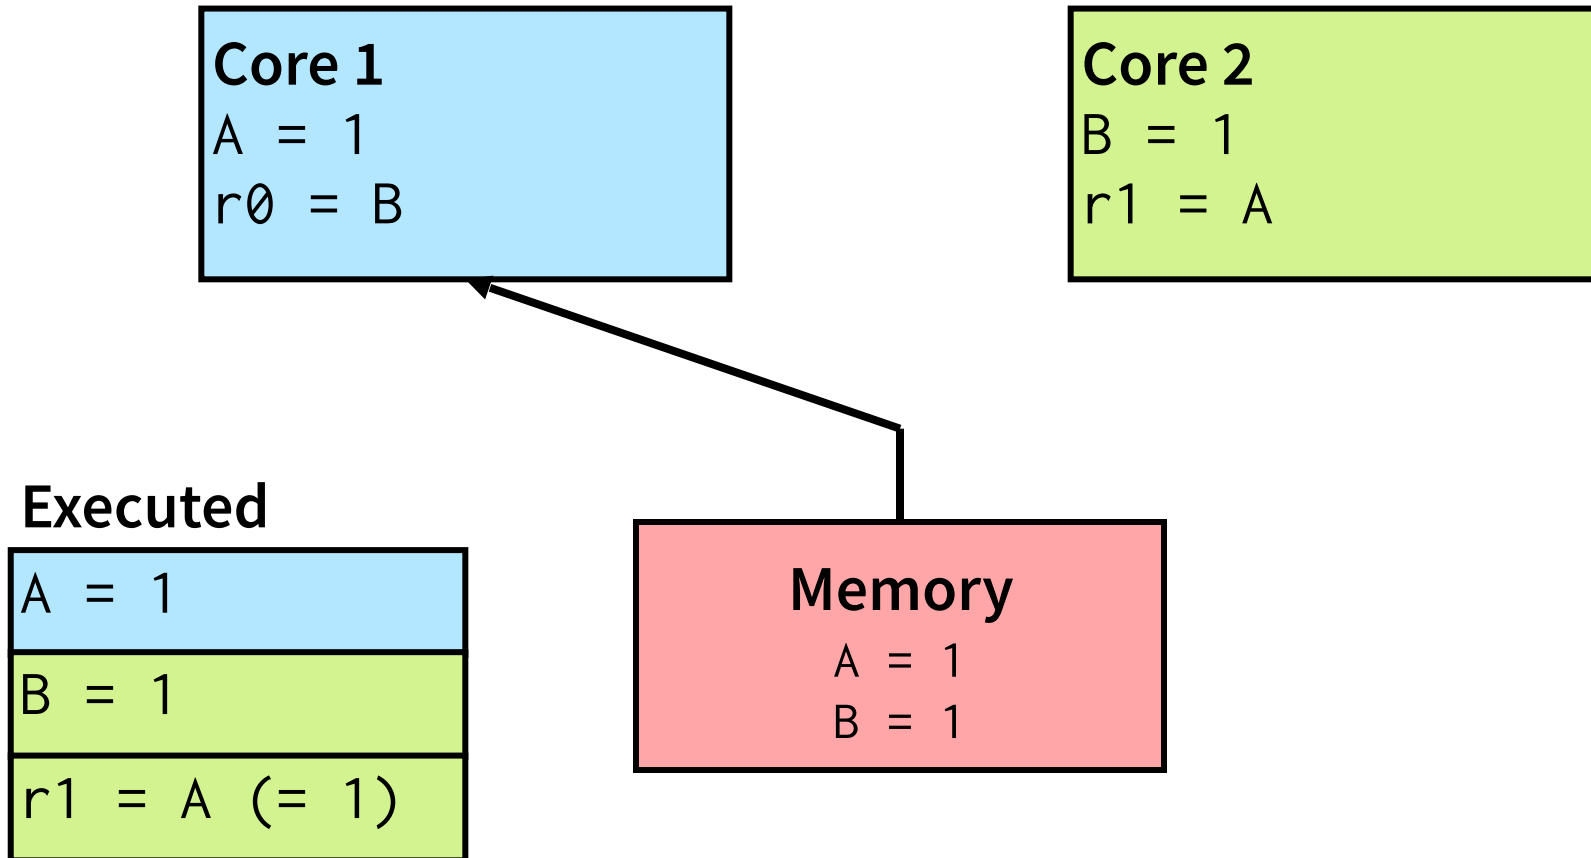 Core 1
A = 1
r0 = B
Core 2
B = 1
r1 = A
Executed
A = 1
B = 1
r1 = A (= 1)
Memory
A = 1
B = 1